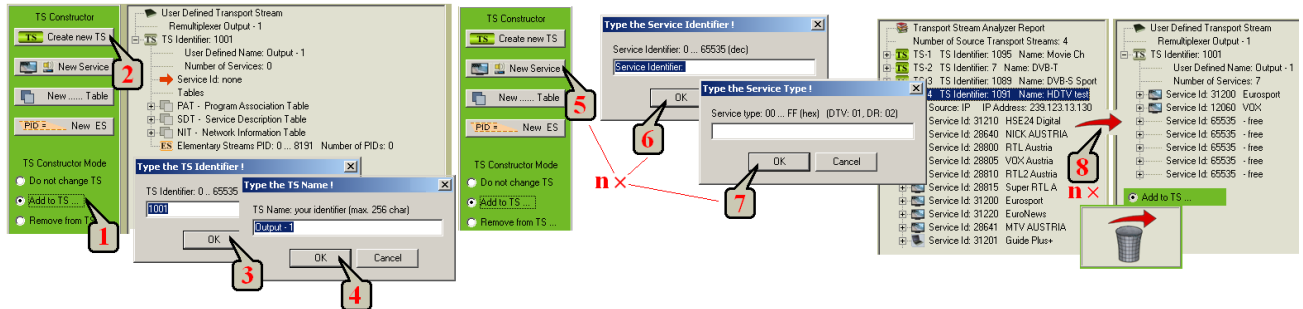 TS Constructor
TS Create new TS
New Service
New ...... Table
PID = ...... New ES
TS Constructor Mode
Do not change TS
Add to TS ...
Remove from TS
1
2
User Defined Transport Stream
Remultiplexer Output - 1
TS TS Identifier: 1001
User Defined Name: Output - 1
Number of Services: 0
Service Id: none
Tables
PAT - Program Association Table
SDT - Service Description Table
NIT - Network Information Table
ES Elementary Streams PID: 0 ... 8191 Number of PIDs: 0
Type the TS Identifier !
TS Identifier: 0 .. 65535
1001
OK
3
Type the TS Name !
TS Name: your identifier (max. 256 char)
Output - 1
OK
Cancel
4
TS Constructor
TS Create new TS
New Service
New ...... Table
PID = ...... New ES
TS Constructor Mode
Do not change TS
Add to TS ...
Remove from TS ...
5
Type the Service Identifier !
Service Identifier: 0 ... 65535 (dec)
Service Identifier:
OK
6
n ×
Type the Service Type !
Service type: 00 ... FF (hex) (DTV: 01, DR: 02)
OK
Cancel
7
Transport Stream Analyzer Report
Number of Source Transport Streams: 4
TS TS-1 TS Identifier: 1095 Name: Movie Ch
TS TS-2 TS Identifier: 7 Name: DVB-T
TS-3 TS Identifier: 1089 Name: DVB-S Sport
4 TS Identifier: 1091 Name: HDTV test
Source: IP IP Address: 239.123.13.130
Service Id: 31210 HSE24 Digital
Service Id: 28640 NICK AUSTRIA
Service Id: 28800 RTL Austria
Service Id: 28805 VOX Austria
Service Id: 28810 RTL2 Austria
Service Id: 28815 Super RTL A
Service Id: 31200 Eurosport
Service Id: 31220 EuroNews
Service Id: 28641 MTV AUSTRIA
Service Id: 31201 Guide Plus+
8
n ×
User Defined Transport Stream
Remultiplexer Output - 1
TS TS Identifier: 1001
User Defined Name: Output - 1
Number of Services: 7
Service Id: 31200 Eurosport
Service Id: 12060 VOX
Service Id: 65535 - free
Service Id: 65535 - free
Service Id: 65535 - free
Service Id: 65535 - free
Service Id: 65535 - free
Add to TS ...